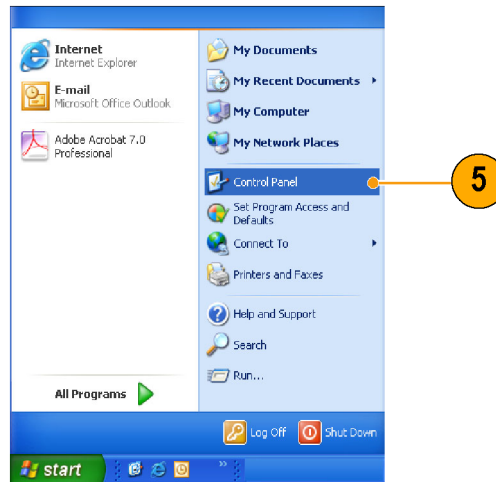 Internet
Internet Explorer
E-mail
Microsoft Office Outlook
Adobe Acrobat 7.0
Professional
All Programs
My Documents
My Recent Documents
My Computer
My Network Places
Control Panel
5
Set Program Access and
Defaults
Connect To
Printers and Faxes
Help and Support
Search
Run...
Log Off
Shut Down
start